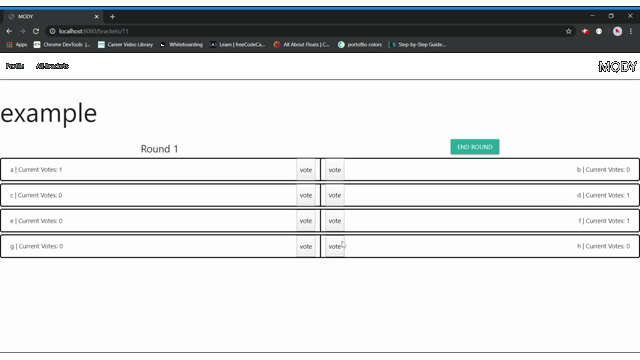 MODY
localhost:8080/brackets/11
Apps Chrome DevTools |... Career Video Library Whiteboarding Learn | freeCodeCa... All About Floats | C... portoflio colors Step-by-Step Guide...
Profile All Brackets MODY
example
Round 1 END ROUND
a | Current Votes: 1 vote vote b | Current Votes: 0
c | Current Votes: 0 vote vote d | Current Votes: 1
e | Current Votes: 0 vote vote f | Current Votes: 1
g | Current Votes: 0 vote vote h | Current Votes: 0